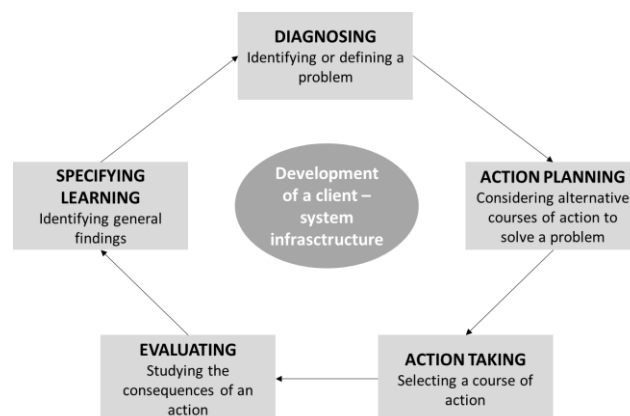 DIAGNOSING
Identifying or defining a
problem
ACTION PLANNING
Considering alternative
courses of action to
solve a problem
ACTION TAKING
Selecting a course of
action
EVALUATING
Studying the
consequences of an
action
SPECIFYING
LEARNING
Identifying general
findings
Development
of a client –
system
infrasctructure